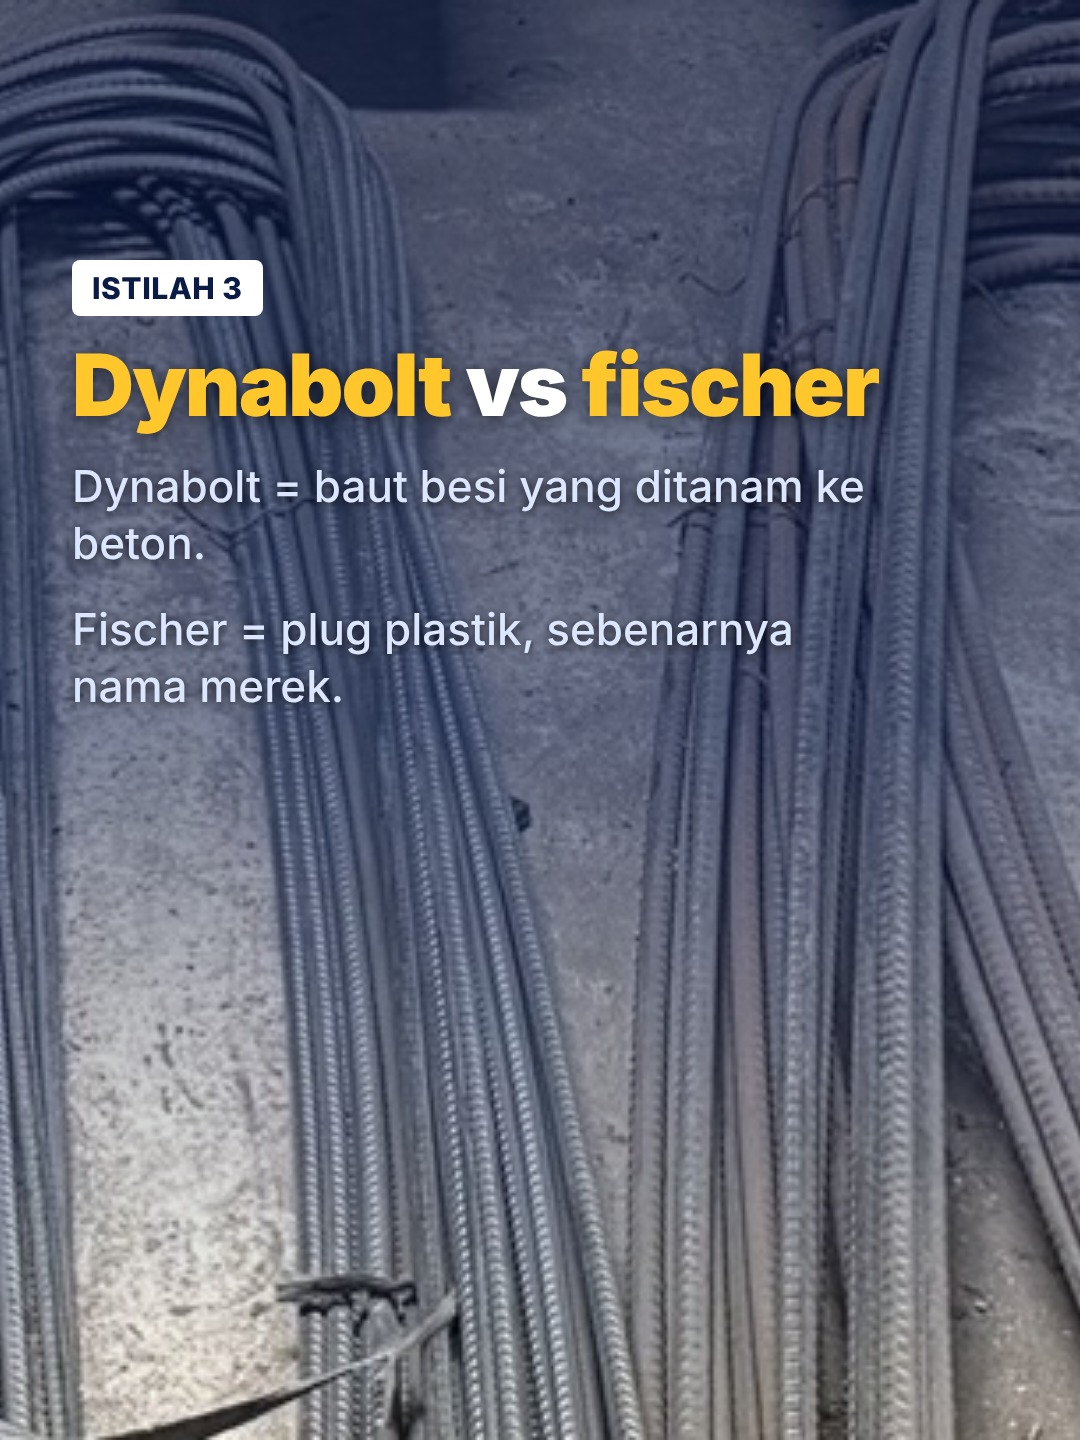 ISTILAH 3
Dynabolt vs fischer
Dynabolt = baut besi yang ditanam ke
beton.
Fischer = plug plastik, sebenarnya
nama merek.